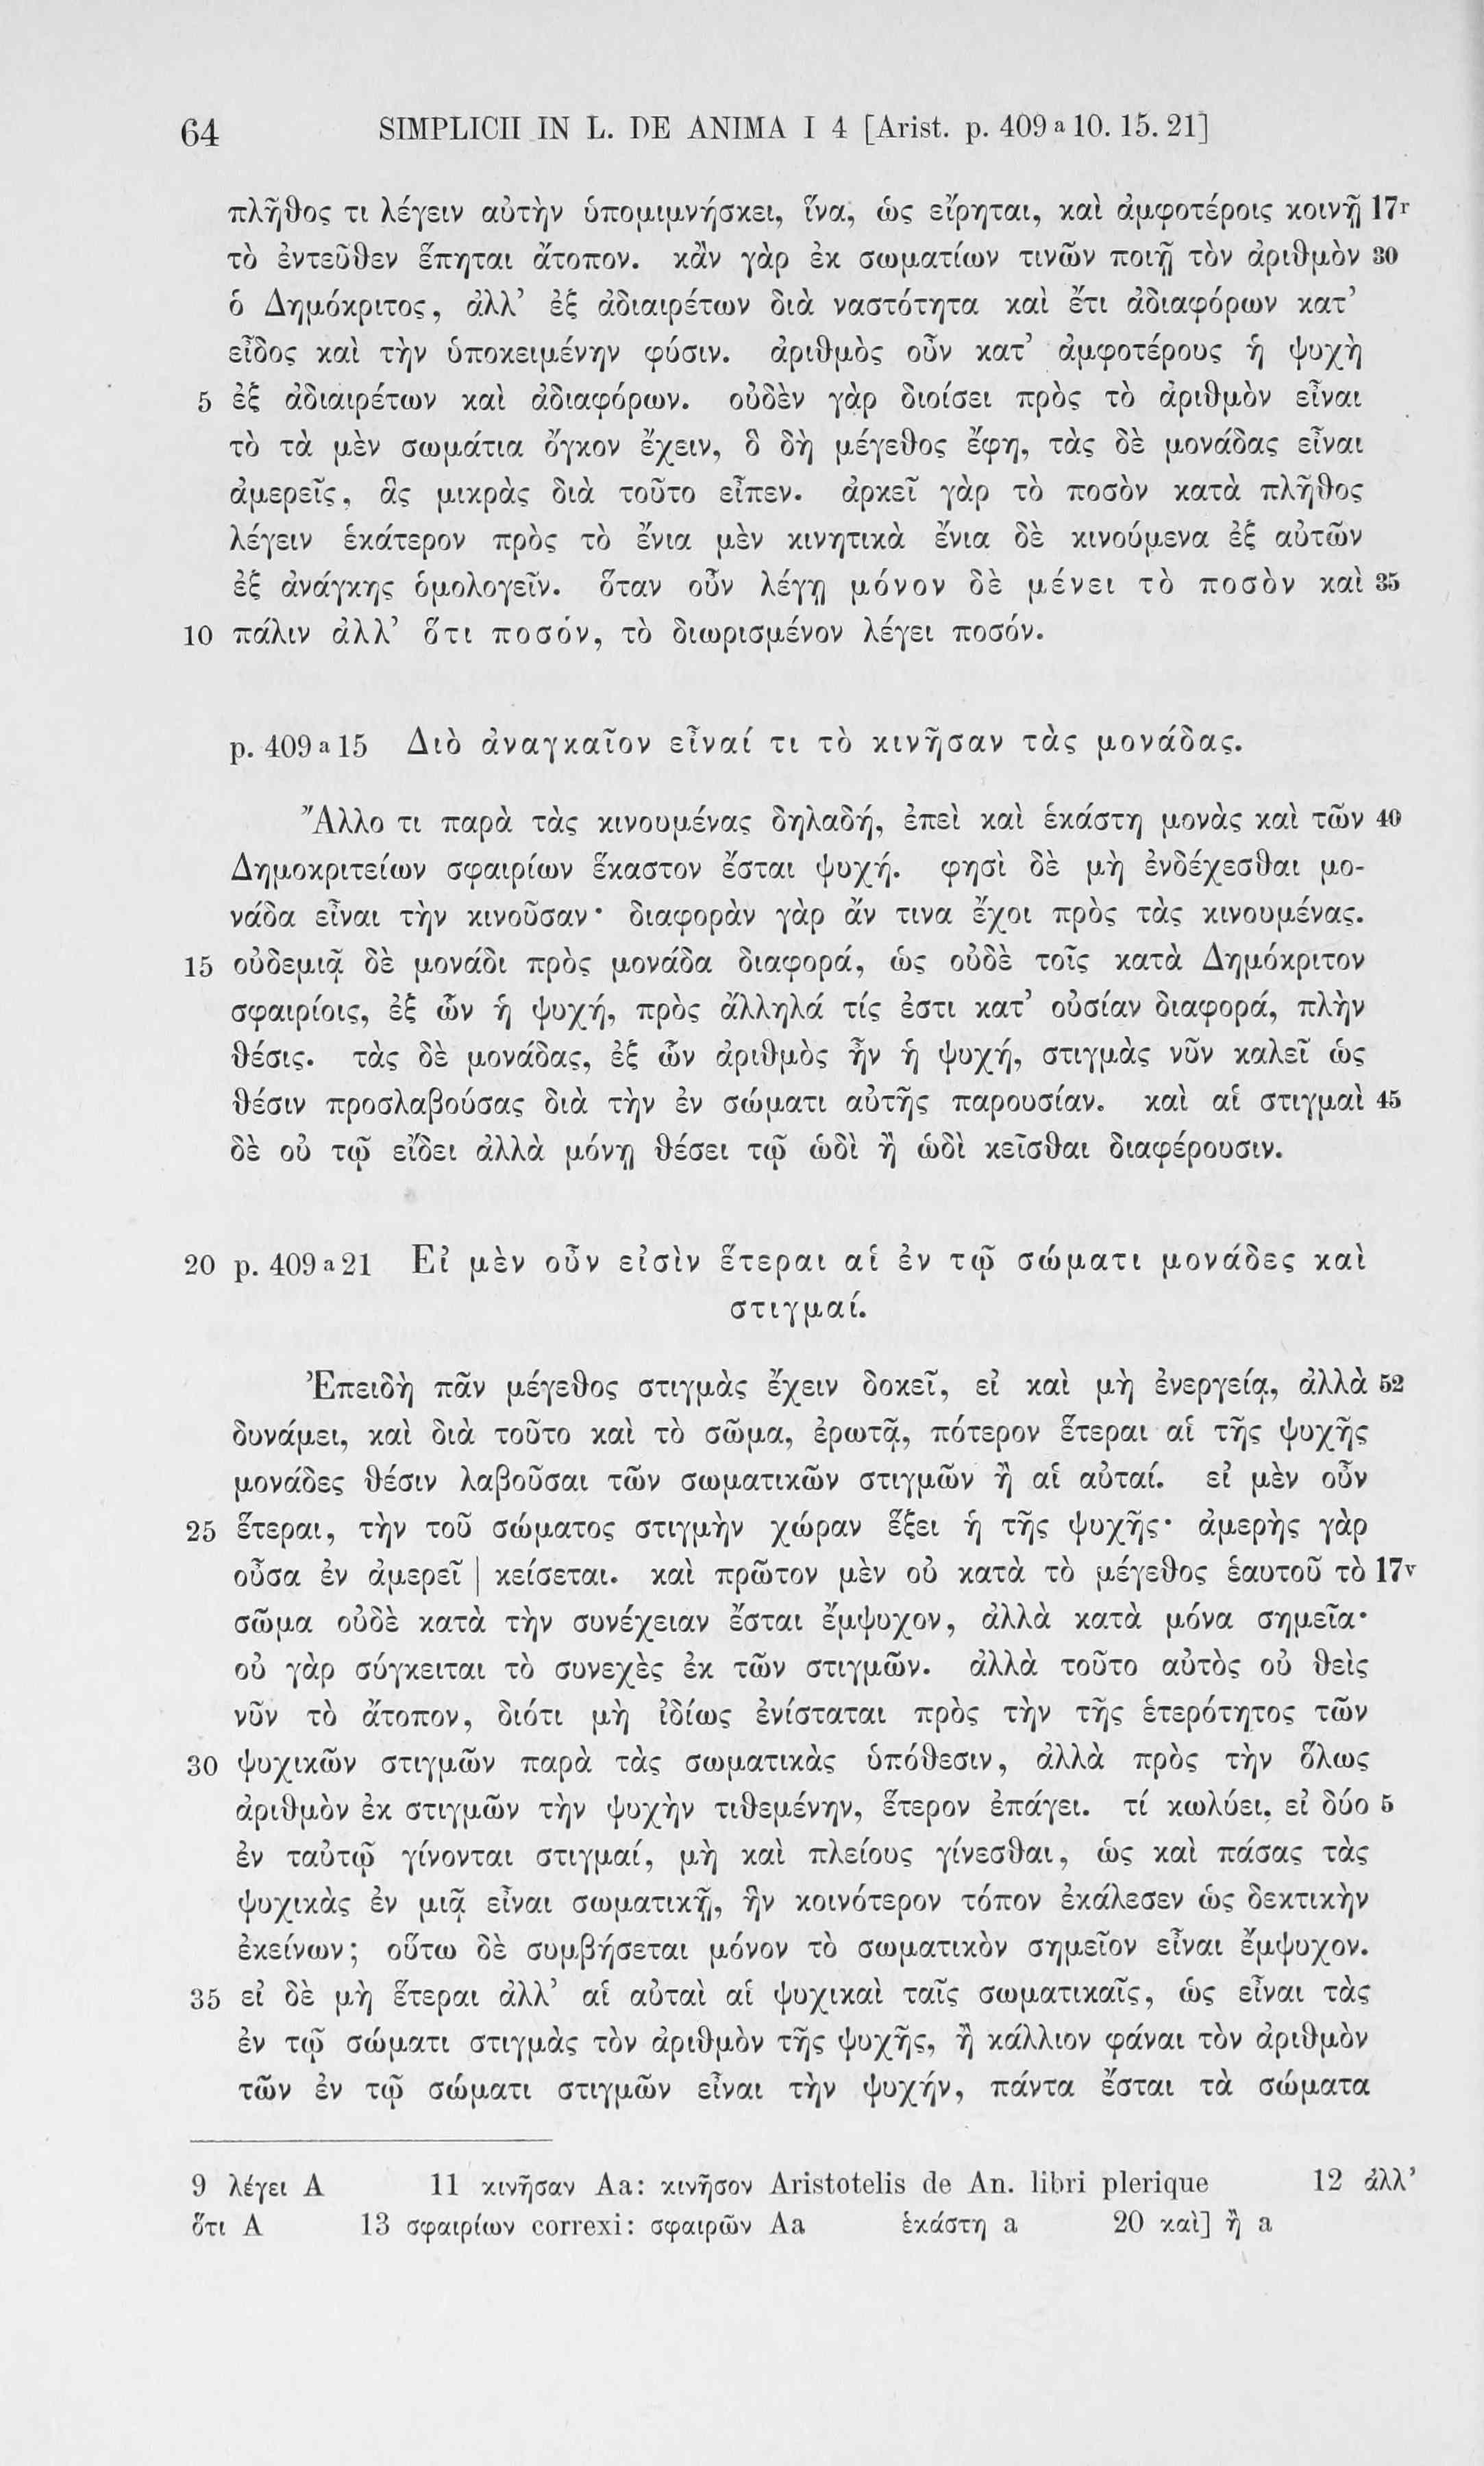 64 SIMPLICII IN L. DE ANIMA I 4 [Arist. p. 409 a 10. 15. 21]
πλῆθος τι λέγειν αὐτὴν ὑπομιμνήσκει, ἵνα, ὡς εἴρηται, καὶ ἀμφοτέροις κοινῇ 17r
τὸ ἐντεῦθεν ἕπηται ἄτοπον. κἂν γὰρ ἐκ σωματίων τινῶν ποιῇ τὸν ἀριθμὸν 30
ὁ Δημόκριτος, ἀλλ’ ἐξ ἀδιαιρέτων διὰ ναστότητα καὶ ἔτι ἀδιαφόρων κατ’
εἶδος καὶ τὴν ὑποκειμένην φύσιν. ἀριθμὸς οὖν κατ’ ἀμφοτέρους ἡ ψυχὴ
5 ἐξ ἀδιαιρέτων καὶ ἀδιαφόρων. οὐδὲν γὰρ διοίσει πρὸς τὸ ἀριθμὸν εἶναι
τὸ τὰ μὲν σωμάτια ὄγκον ἔχειν, ὃ δὴ μέγεθος ἔφη, τὰς δὲ μονάδας εἶναι
ἀμερεῖς, ἃς μικρὰς διὰ τοῦτο εἶπεν. ἀρκεῖ γὰρ τὸ ποσὸν κατὰ πλῆθος
λέγειν ἑκάτερον πρὸς τὸ ἔνια μὲν κινητικὰ ἔνια δὲ κινούμενα ἐξ αὐτῶν
ἐξ ἀνάγκης ὁμολογεῖν. ὅταν οὖν λέγῃ μόνον δὲ μένει τὸ ποσὸν καὶ 35
10 πάλιν ἀλλ’ ὅτι ποσόν, τὸ διωρισμένον λέγει ποσόν.
p. 409 a 15 Διὸ ἀναγκαῖον εἶναί τι τὸ κινῆσαν τὰς μονάδας.
Ἄλλο τι παρὰ τὰς κινουμένας δηλαδή, ἐπεὶ καὶ ἑκάστη μονὰς καὶ τῶν 40
Δημοκριτείων σφαιρίων ἕκαστον ἔσται ψυχή. φησὶ δὲ μὴ ἐνδέχεσθαι μο-
νάδα εἶναι τὴν κινοῦσαν· διαφορὰν γὰρ ἄν τινα ἔχοι πρὸς τὰς κινουμένας.
15 οὐδεμιᾷ δὲ μονάδι πρὸς μονάδα διαφορά, ὡς οὐδὲ τοῖς κατὰ Δημόκριτον
σφαιρίοις, ἐξ ὧν ἡ ψυχή, πρὸς ἄλληλά τίς ἐστι κατ’ οὐσίαν διαφορά, πλὴν
θέσις. τὰς δὲ μονάδας, ἐξ ὧν ἀριθμὸς ἦν ἡ ψυχή, στιγμὰς νῦν καλεῖ ὡς
θέσιν προσλαβούσας διὰ τὴν ἐν σώματι αὐτῆς παρουσίαν. καὶ αἱ στιγμαὶ 45
δὲ οὐ τῷ εἴδει ἀλλὰ μόνῃ θέσει τῷ ὡδὶ ἢ ὡδὶ κεῖσθαι διαφέρουσιν.
20 p. 409 a 21 Εἰ μὲν οὖν εἰσὶν ἕτεραι αἱ ἐν τῷ σώματι μονάδες καὶ
στιγμαί.
Ἐπειδὴ πᾶν μέγεθος στιγμὰς ἔχειν δοκεῖ, εἰ καὶ μὴ ἐνεργείᾳ, ἀλλὰ 52
δυνάμει, καὶ διὰ τοῦτο καὶ τὸ σῶμα, ἐρωτᾷ, πότερον ἕτεραι αἱ τῆς ψυχῆς
μονάδες θέσιν λαβοῦσαι τῶν σωματικῶν στιγμῶν ἢ αἱ αὐταί. εἰ μὲν οὖν
25 ἕτεραι, τὴν τοῦ σώματος στιγμὴν χώραν ἕξει ἡ τῆς ψυχῆς· ἀμερὴς γὰρ
οὖσα ἐν ἀμερεῖ | κείσεται. καὶ πρῶτον μὲν οὐ κατὰ τὸ μέγεθος ἑαυτοῦ τὸ 17v
σῶμα οὐδὲ κατὰ τὴν συνέχειαν ἔσται ἔμψυχον, ἀλλὰ κατὰ μόνα σημεῖα·
οὐ γὰρ σύγκειται τὸ συνεχὲς ἐκ τῶν στιγμῶν. ἀλλὰ τοῦτο αὐτὸς οὐ θεὶς
νῦν τὸ ἄτοπον, διότι μὴ ἰδίως ἐνίσταται πρὸς τὴν τῆς ἑτερότητος τῶν
30 ψυχικῶν στιγμῶν παρὰ τὰς σωματικὰς ὑπόθεσιν, ἀλλὰ πρὸς τὴν ὅλως
ἀριθμὸν ἐκ στιγμῶν τὴν ψυχὴν τιθεμένην, ἕτερον ἐπάγει. τί κωλύει, εἰ δύο 5
ἐν ταὐτῷ γίνονται στιγμαί, μὴ καὶ πλείους γίνεσθαι, ὡς καὶ πάσας τὰς
ψυχικὰς ἐν μιᾷ εἶναι σωματικῇ, ἣν κοινότερον τόπον ἐκάλεσεν ὡς δεκτικὴν
ἐκείνων; οὕτω δὲ συμβήσεται μόνον τὸ σωματικὸν σημεῖον εἶναι ἔμψυχον.
35 εἰ δὲ μὴ ἕτεραι ἀλλ’ αἱ αὐταὶ αἱ ψυχικαὶ ταῖς σωματικαῖς, ὡς εἶναι τὰς
ἐν τῷ σώματι στιγμὰς τὸν ἀριθμὸν τῆς ψυχῆς, ἢ κάλλιον φάναι τὸν ἀριθμὸν
τῶν ἐν τῷ σώματι στιγμῶν εἶναι τὴν ψυχήν, πάντα ἔσται τὰ σώματα
9 λέγει A 11 κινῆσαν Aa: κινῆσον Aristotelis de An. libri plerique 12 ἀλλ’
ὅτι A 13 σφαιρίων correxi: σφαιρῶν Aa ἑκάστη a 20 καὶ] ἢ a